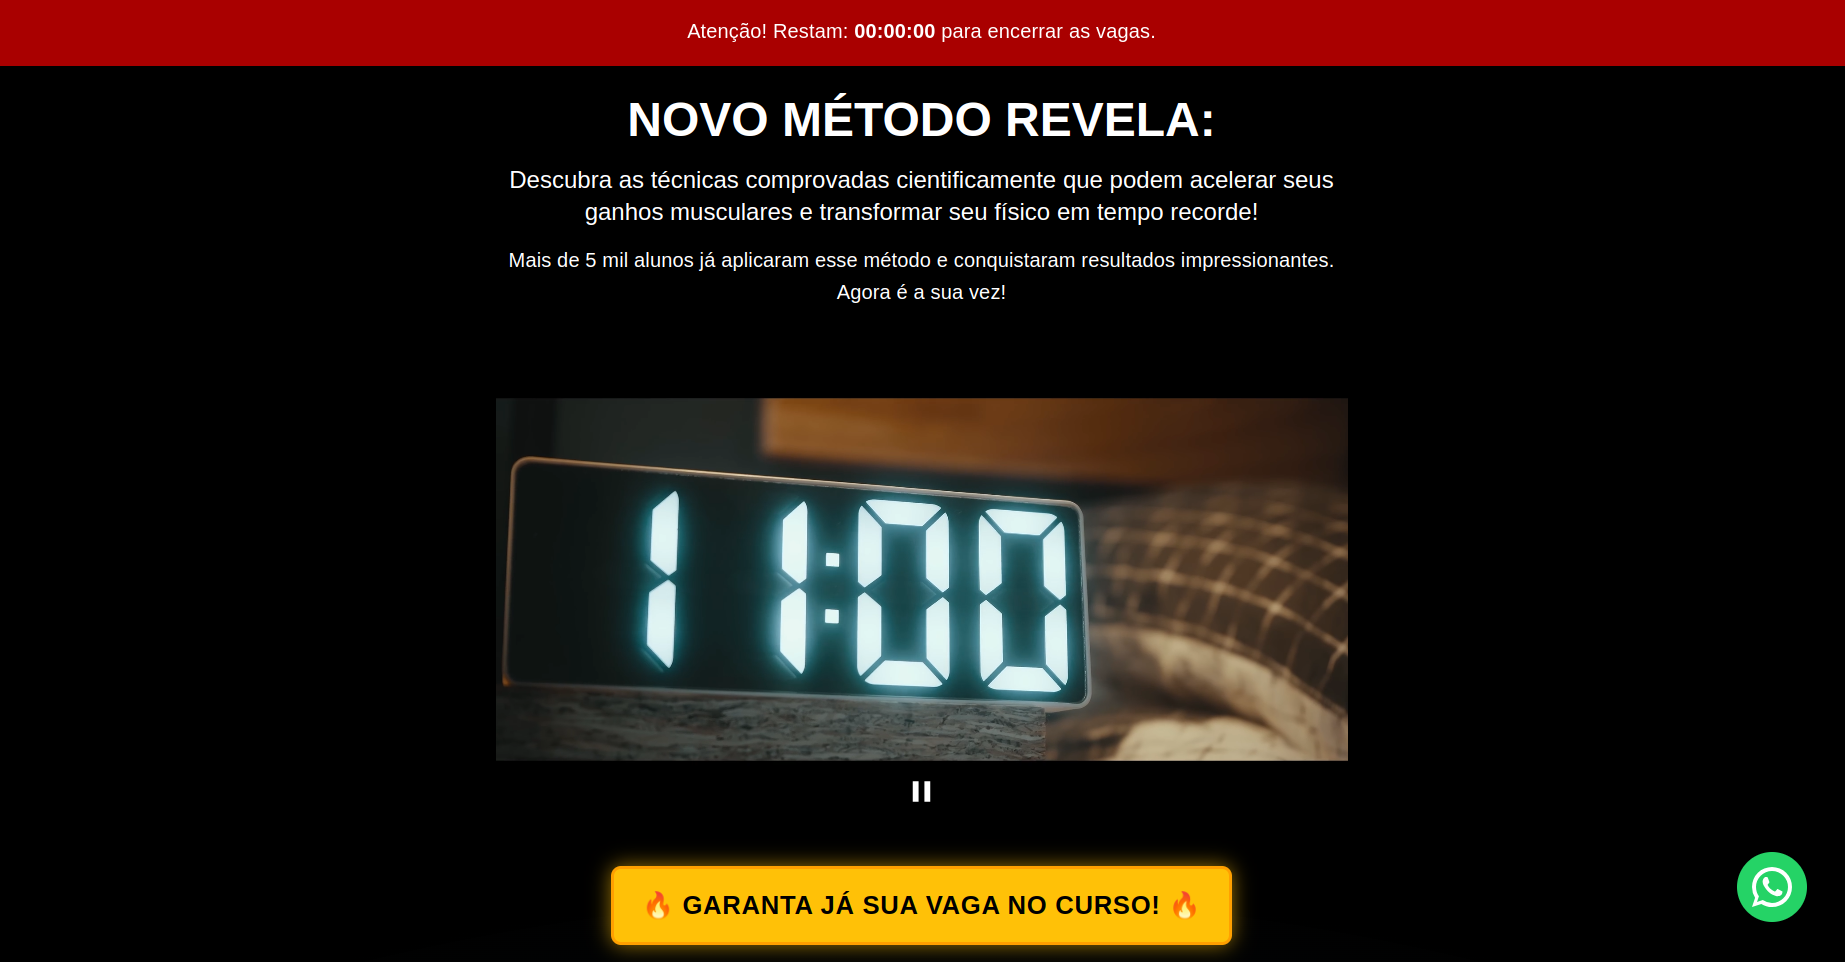 Atenção! Restam: 00:00:00 para encerrar as vagas.
NOVO MÉTODO REVELA:
Descubra as técnicas comprovadas cientificamente que podem acelerar seus
ganhos musculares e transformar seu físico em tempo recorde!
Mais de 5 mil alunos já aplicaram esse método e conquistaram resultados impressionantes.
Agora é a sua vez!
11:00
🔥 GARANTA JÁ SUA VAGA NO CURSO! 🔥